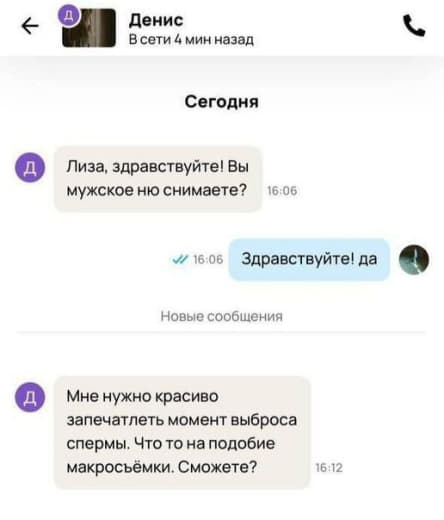 Д
Денис
В сети 4 мин назад
Сегодня
Д
Лиза, здравствуйте! Вы
мужское ню снимаете?
16:06
16:06
Здравствуйте! да
Новые сообщения
Д
Мне нужно красиво
запечатлеть момент выброса
спермы. Что то на подобие
макросъёмки. Сможете?
16:12